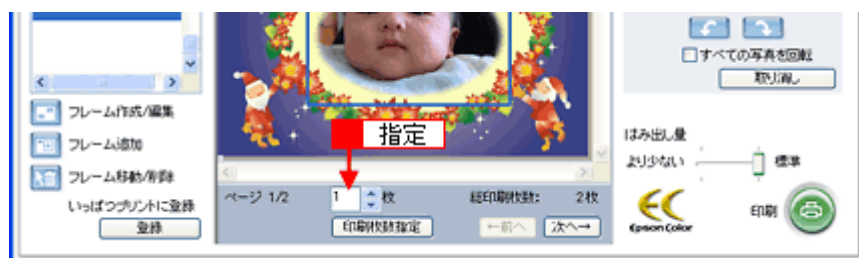 すべての写真を回転
取り消し
フレーム作成/編集
フレーム追加
フレーム移動/削除
いっぱつプリントに登録
登録
指定
ページ 1/2
1 枚
総印刷枚数: 2枚
印刷枚数指定
←前へ
次へ→
はみ出し量
より少ない
標準
Epson Color
印刷